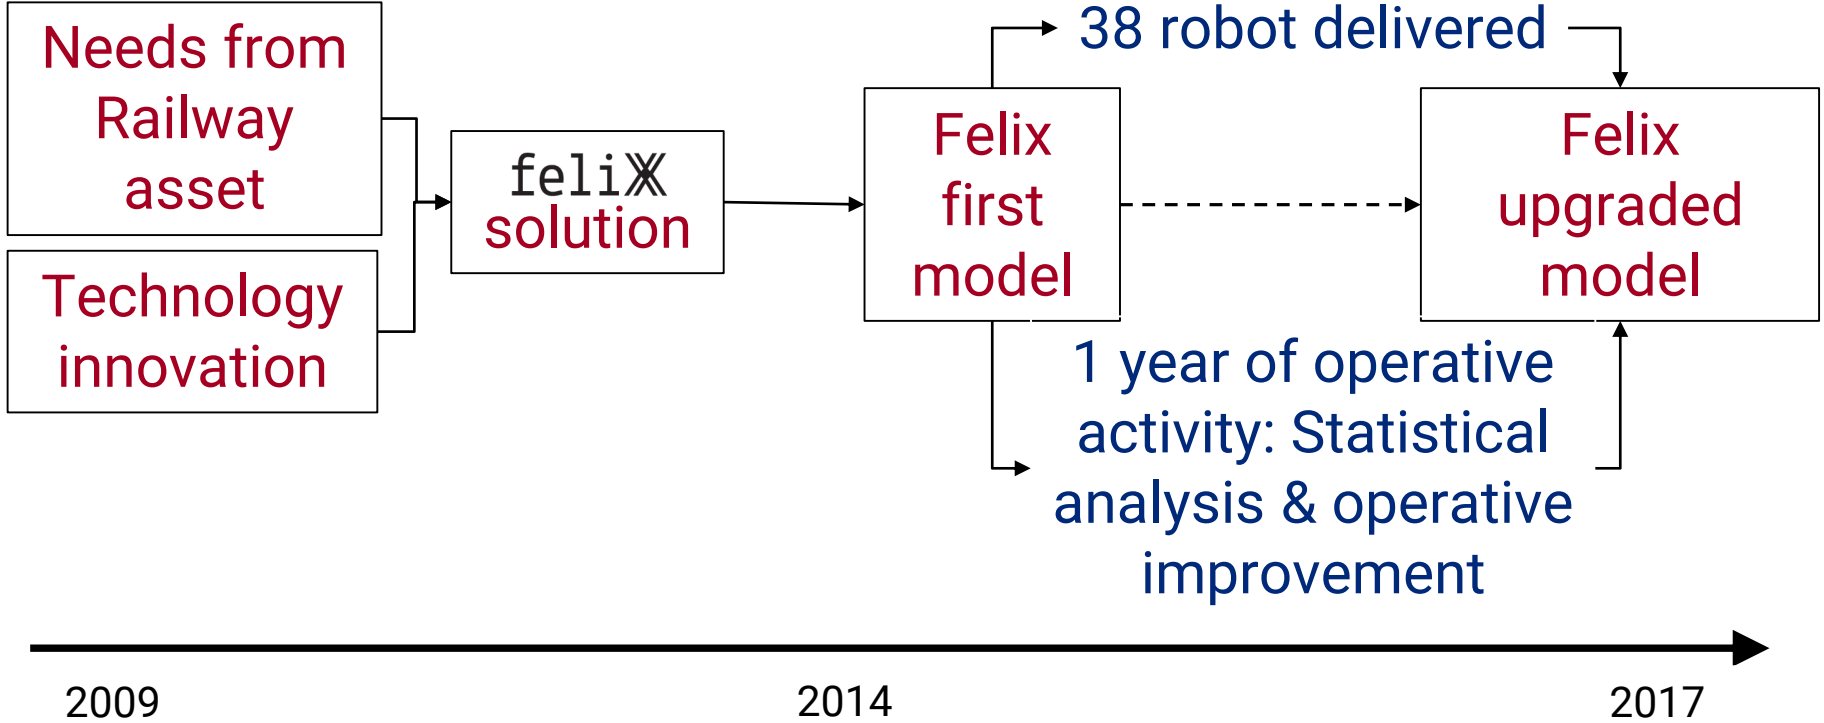 Needs from
Railway
asset
Technology
innovation
feliX
solution
38 robot delivered
Felix
first
model
Felix
upgraded
model
1 year of operative
activity: Statistical
analysis & operative
improvement
2009
2014
2017